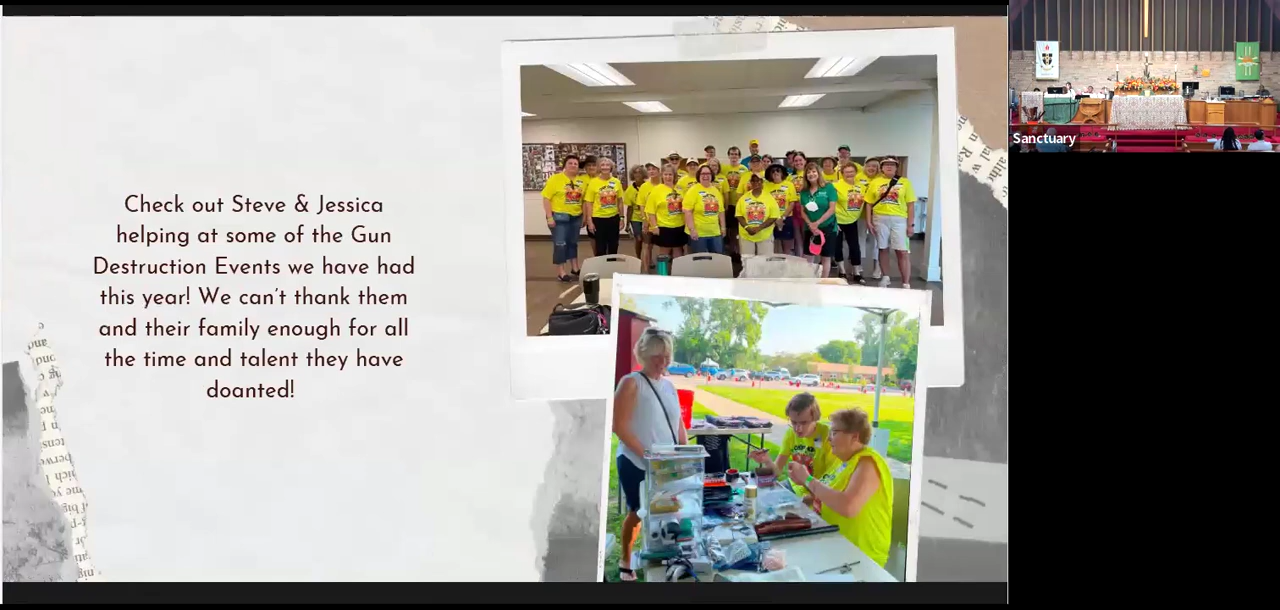 Check out Steve & Jessica
helping at some of the Gun
Destruction Events we have had
this year! We can't thank them
and their family enough for all
the time and talent they have
doanted!
Sanctuary